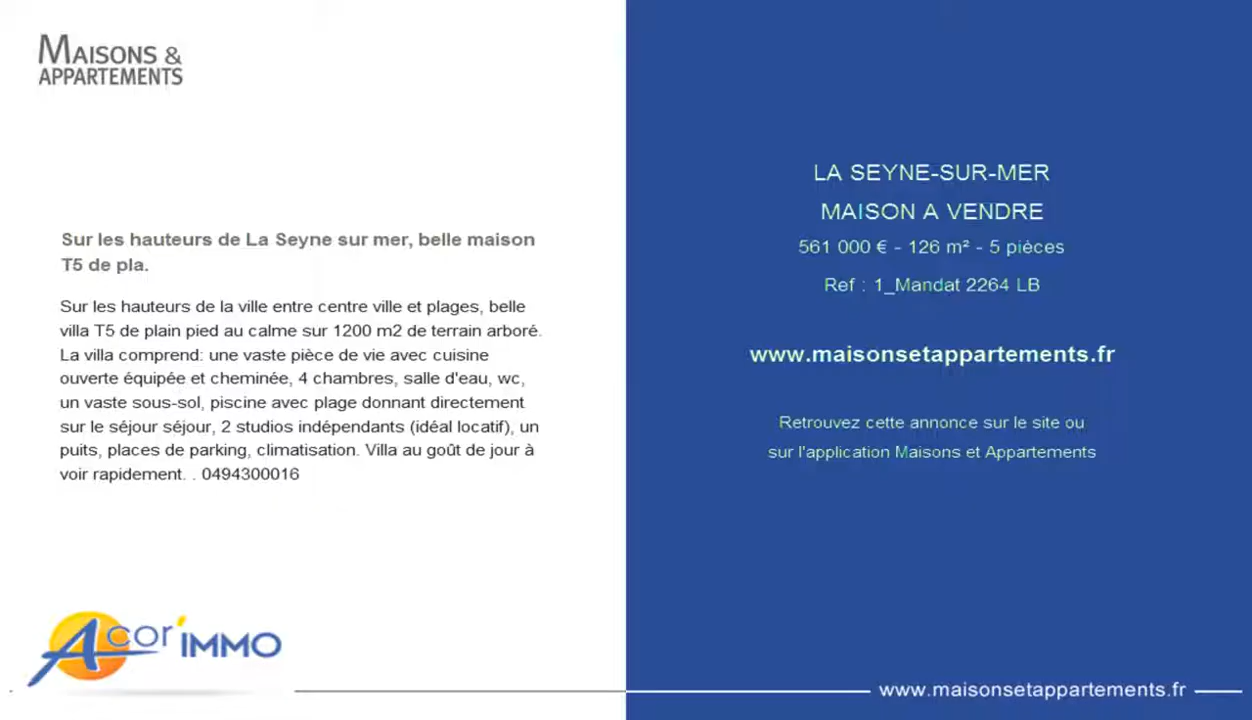 MAISONS &
APPARTEMENTS
Sur les hauteurs de La Seyne sur mer, belle maison
T5 de pla.
Sur les hauteurs de la ville entre centre ville et plages, belle
villa T5 de plain pied au calme sur 1200 m2 de terrain arboré.
La villa comprend: une vaste pièce de vie avec cuisine
ouverte équipée et cheminée, 4 chambres, salle d'eau, wc,
un vaste sous-sol, piscine avec plage donnant directement
sur le séjour séjour, 2 studios indépendants (idéal locatif), un
puits, places de parking, climatisation. Villa au goût de jour à
voir rapidement. . 0494300016
Acor'IMMO
LA SEYNE-SUR-MER
MAISON A VENDRE
561 000 € - 126 m² - 5 pièces
Ref : 1_Mandat 2264 LB
www.maisonsetappartements.fr
Retrouvez cette annonce sur le site ou
sur l'application Maisons et Appartements
www.maisonsetappartements.fr